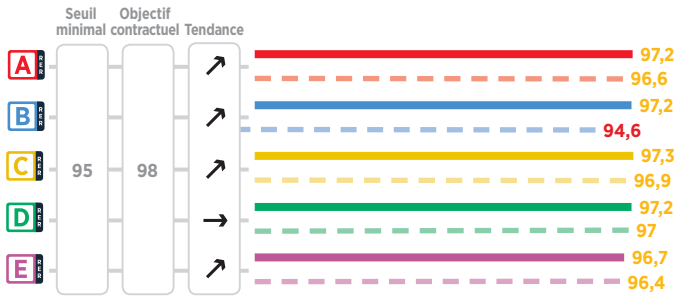 Seuil minimal
Objectif contractuel
Tendance
A RER
97,2
96,6
B RER
97,2
94,6
C RER
95
98
97,3
96,9
D RER
97,2
97
E RER
96,7
96,4